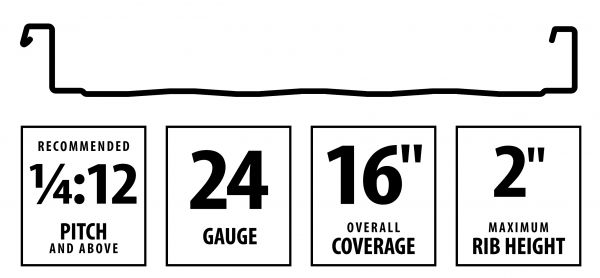 RECOMMENDED
¼:12
PITCH
AND ABOVE
24
GAUGE
16"
OVERALL
COVERAGE
2"
MAXIMUM
RIB HEIGHT